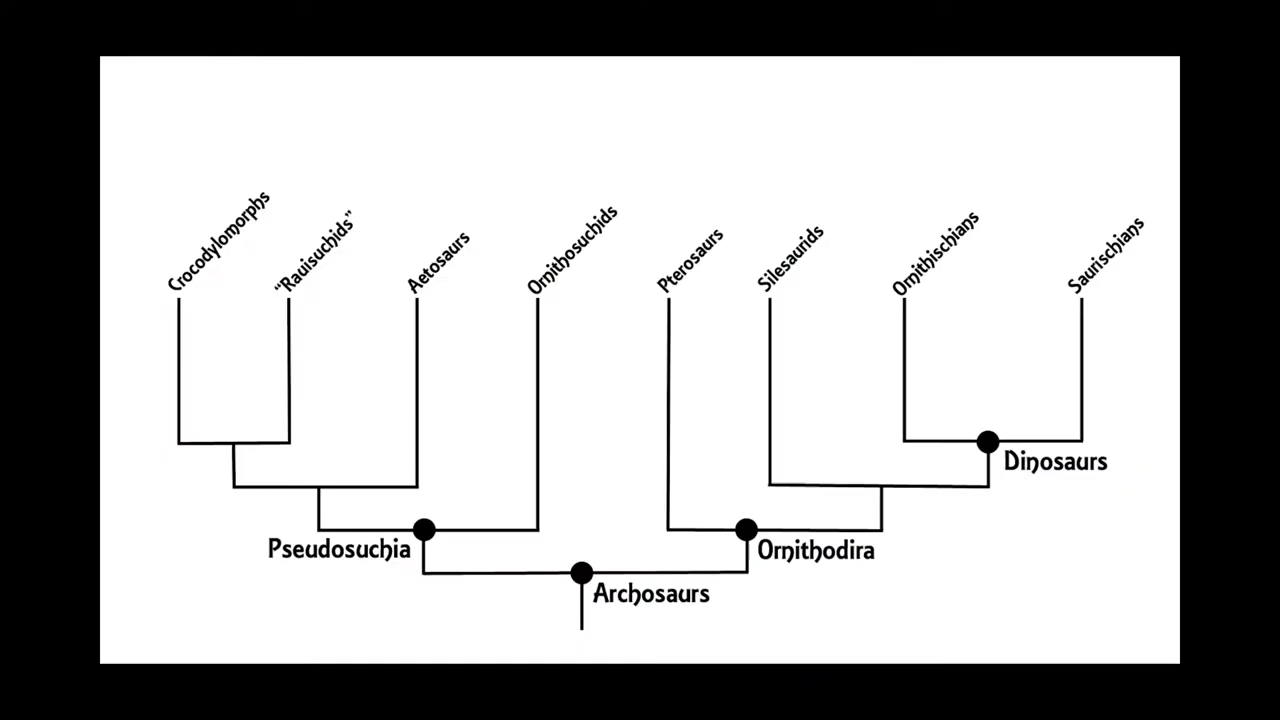 Crocodylomorphs
"Rauisuchids"
Aetosaurs
Ornithosuchids
Pterosaurs
Silesaurids
Ornithischians
Saurischians
Dinosaurs
Pseudosuchia
Ornithodira
Archosaurs